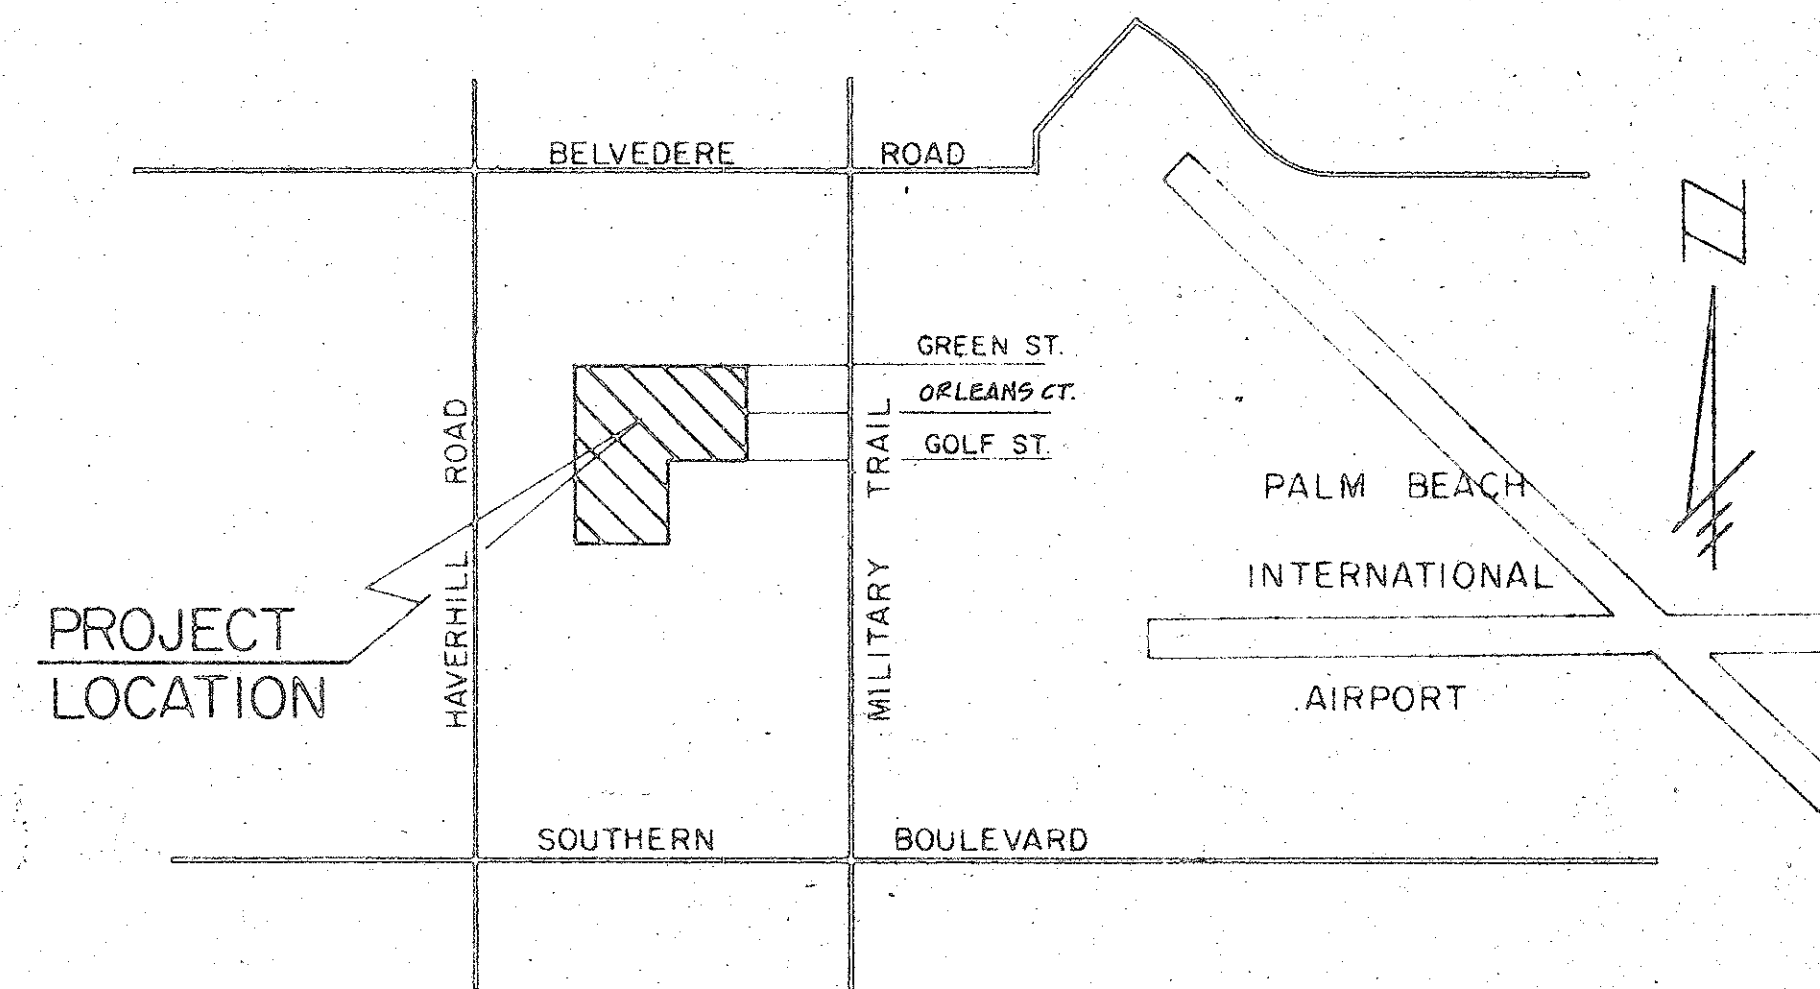 BELVEDERE ROAD
GREEN ST.
ORLEANS CT.
GOLF ST.
HAVERHILL ROAD
MILITARY TRAIL
PALM BEACH
INTERNATIONAL
AIRPORT
PROJECT
LOCATION
SOUTHERN BOULEVARD
N